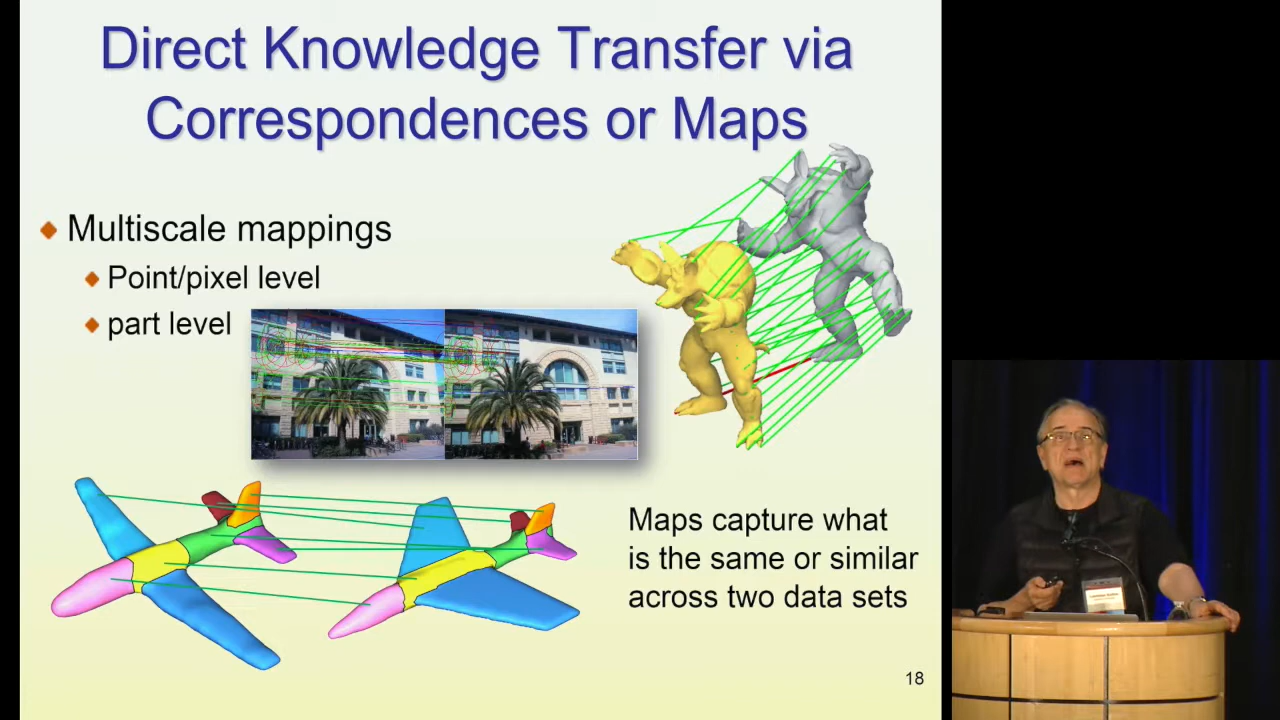 Direct Knowledge Transfer via
Correspondences or Maps
Multiscale mappings
Point/pixel level
part level
Maps capture what
is the same or similar
across two data sets
18